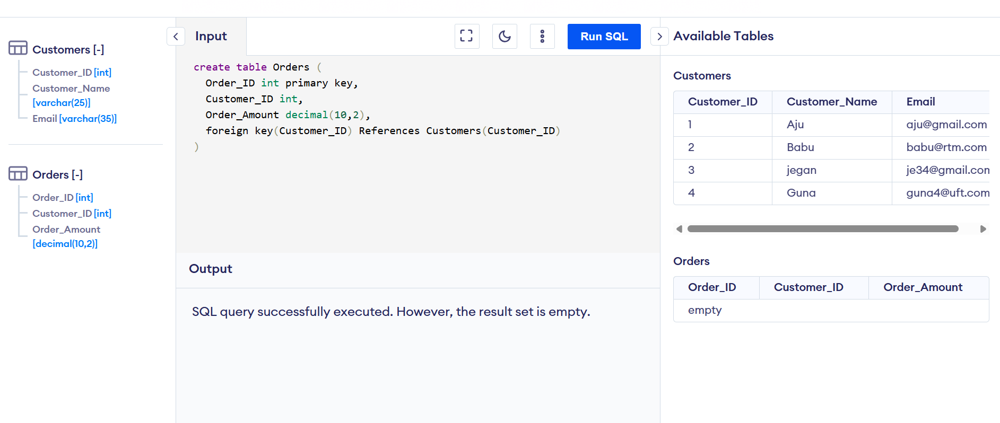 Customers [-]
Customer_ID [int]
Customer_Name
[varchar(25)]
Email [varchar(35)]
Orders [-]
Order_ID [int]
Customer_ID [int]
Order_Amount
[decimal(10,2)]
Input
Run SQL
create table Orders (
Order_ID int primary key,
Customer_ID int,
Order_Amount decimal(10,2),
foreign key(Customer_ID) References Customers(Customer_ID)
)
Output
SQL query successfully executed. However, the result set is empty.
Available Tables
Customers
Customer_ID Customer_Name Email
1 Aju aju@gmail.com
2 Babu babu@rtm.com
3 jegan je34@gmail.com
4 Guna guna4@uft.com
Orders
Order_ID Customer_ID Order_Amount
empty